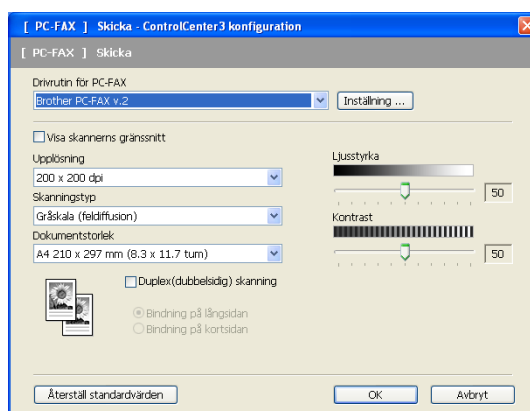 [ PC-FAX ] Skicka - ControlCenter3 konfiguration
[ PC-FAX ] Skicka
Drivrutin för PC-FAX
Brother PC-FAX v.2
Inställning ...
Visa skannerns gränssnitt
Upplösning
200 x 200 dpi
Skanningstyp
Gråskala (feldiffusion)
Dokumentstorlek
A4 210 x 297 mm (8.3 x 11.7 tum)
Ljusstyrka
50
Kontrast
50
Duplex(dubbelsidig) skanning
Bindning på långsidan
Bindning på kortsidan
Återställ standardvärden
OK
Avbryt